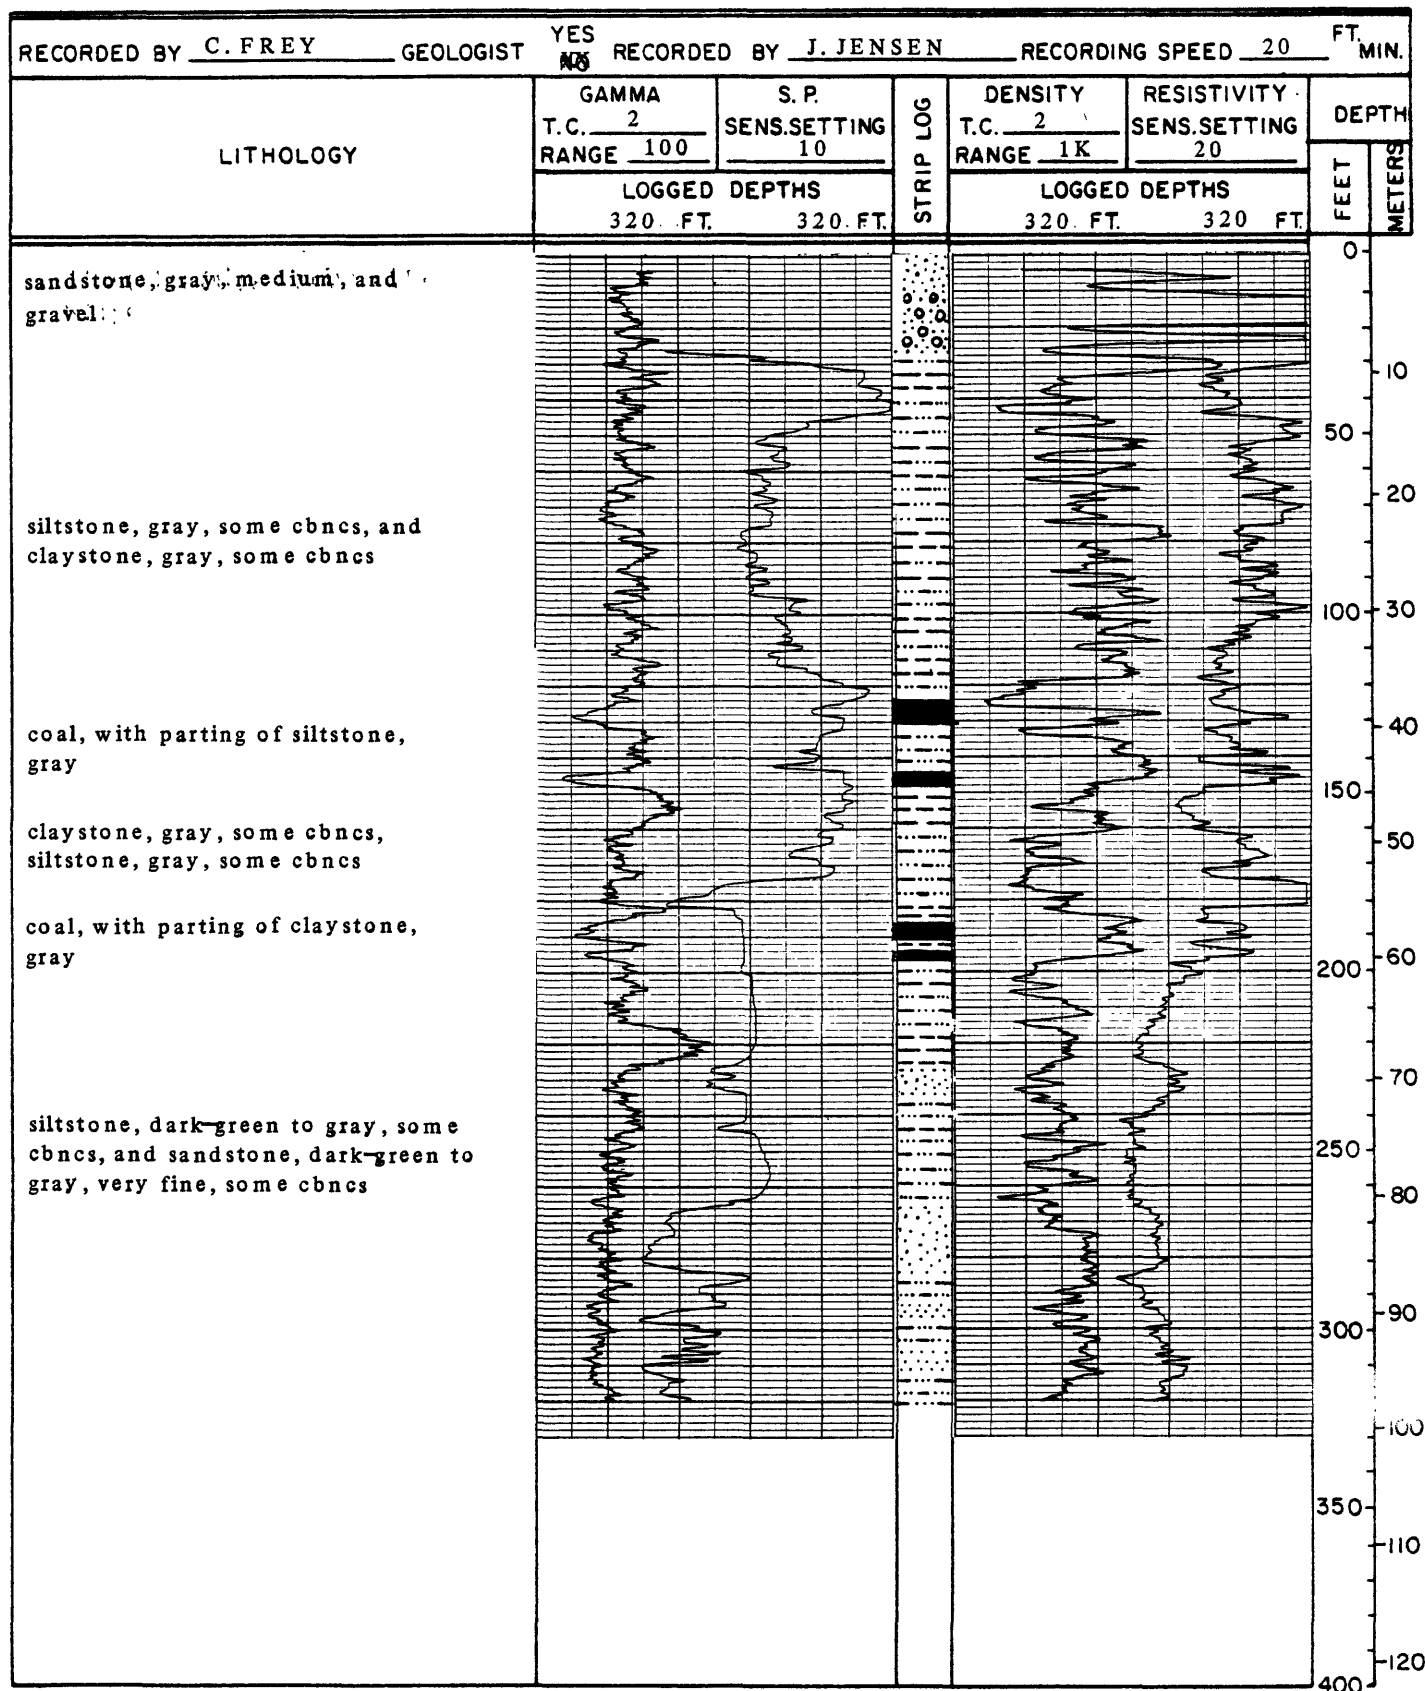 RECORDED BY C. FREY GEOLOGIST YES NO RECORDED BY J. JENSEN RECORDING SPEED 20 FT. MIN.
LITHOLOGY
GAMMA
T.C. 2
RANGE 100
S. P.
SENS.SETTING
10
LOGGED DEPTHS
320 FT. 320 FT.
STRIP LOG
DENSITY
T.C. 2
RANGE 1K
RESISTIVITY
SENS.SETTING
20
LOGGED DEPTHS
320 FT. 320 FT.
DEPTH
FEET
METERS
sandstone, gray, medium, and
gravel
siltstone, gray, some cbncs, and
claystone, gray, some cbncs
coal, with parting of siltstone,
gray
claystone, gray, some cbncs,
siltstone, gray, some cbncs
coal, with parting of claystone,
gray
siltstone, dark-green to gray, some
cbncs, and sandstone, dark-green to
gray, very fine, some cbncs
0
10
50
20
100 30
40
150
50
200 60
70
250
80
300 90
100
350
110
120
400